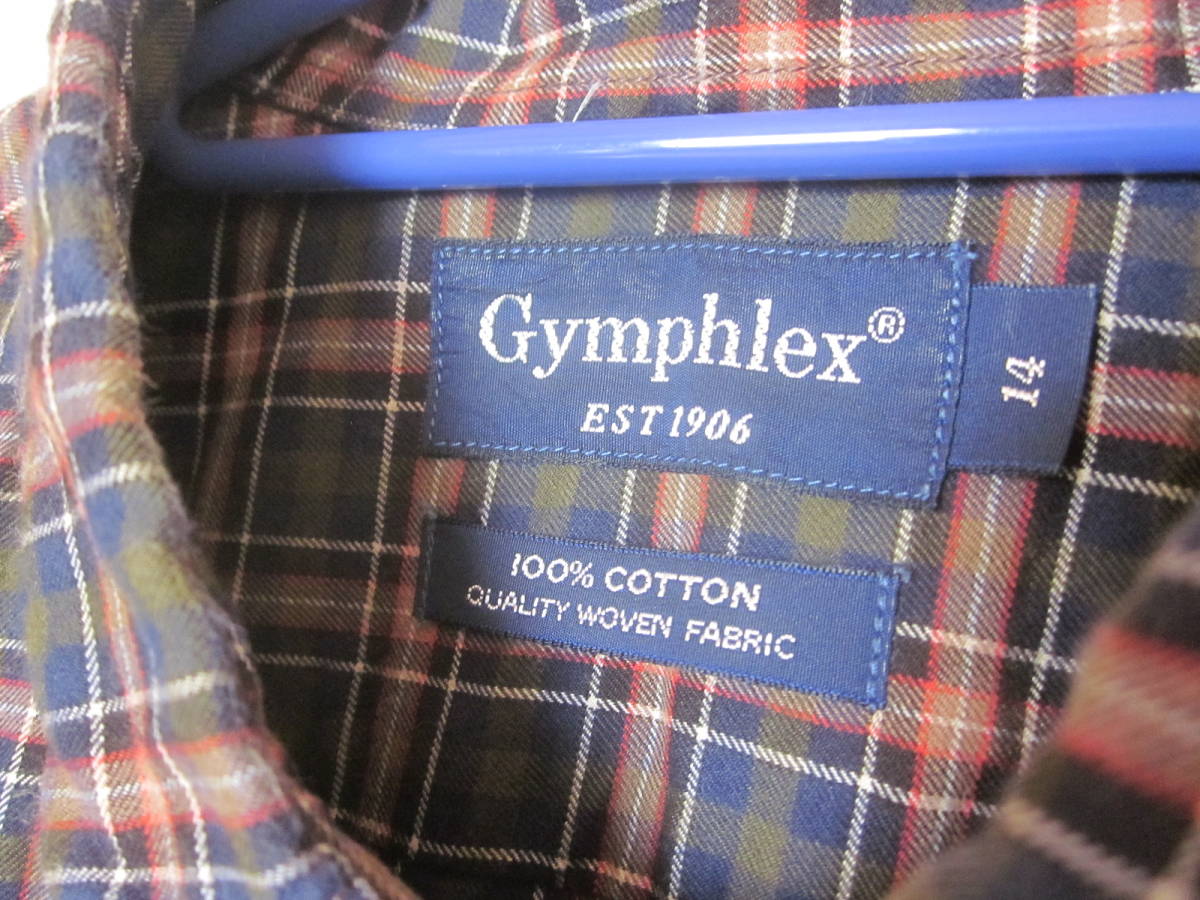 Gymphlex®
EST 1906
14
100% COTTON
QUALITY WOVEN FABRIC